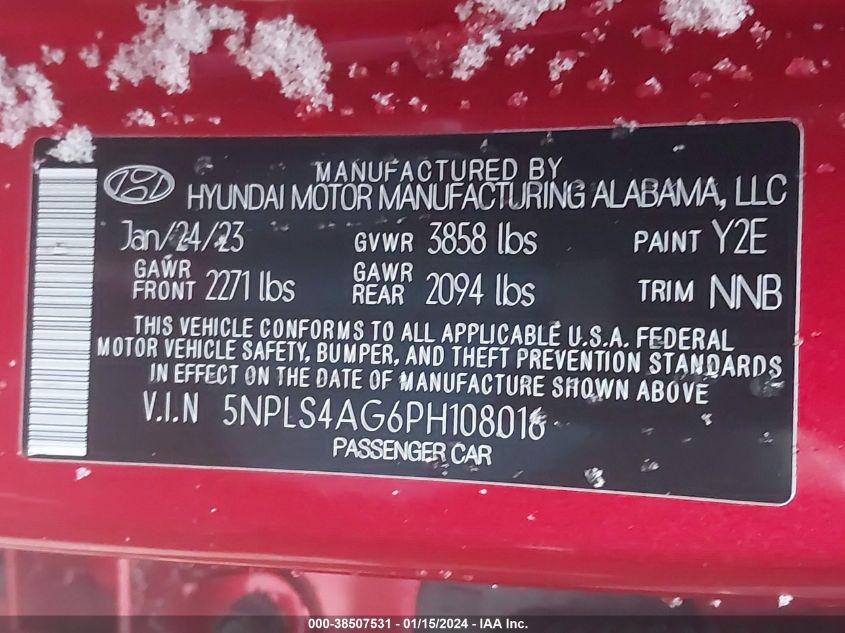 MANUFACTURED BY
HYUNDAI MOTOR MANUFACTURING ALABAMA, LLC
Jan/24/23 GVWR 3858 lbs PAINT Y2E
GAWR FRONT 2271 lbs GAWR REAR 2094 lbs TRIM NNB
THIS VEHICLE CONFORMS TO ALL APPLICABLE U.S.A. FEDERAL
MOTOR VEHICLE SAFETY, BUMPER, AND THEFT PREVENTION STANDARDS
IN EFFECT ON THE DATE OF MANUFACTURE SHOWN ABOVE
V.I.N 5NPLS4AG6PH108016
PASSENGER CAR
000-38507531 - 01/15/2024 - IAA Inc.